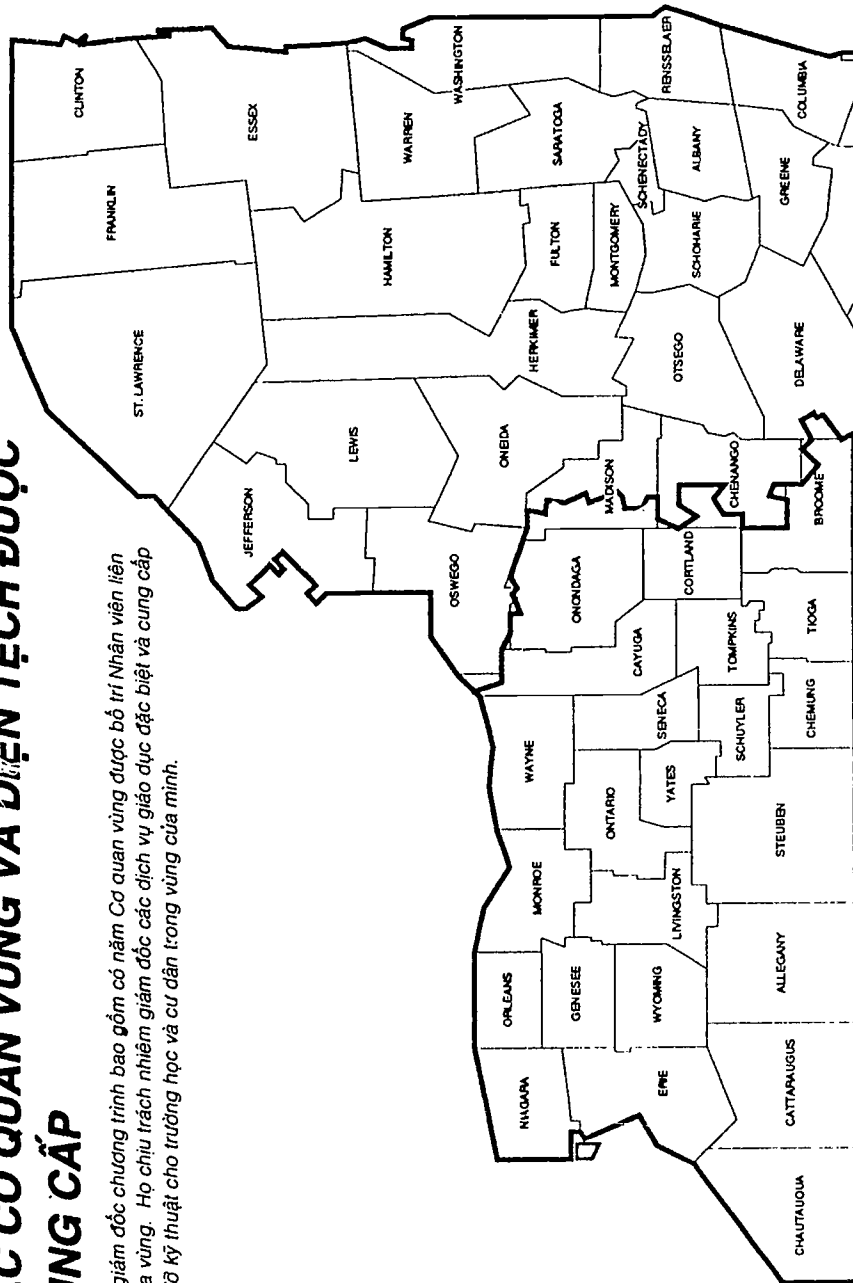 CƠ QUAN VÙNG VÀ DIỆN TỊCH ĐƯỢC
NG CẤP
giám đốc chương trình bao gồm có năm Cơ quan vùng được bố trí Nhân viên liên
a vùng. Họ chịu trách nhiệm giám đốc các dịch vụ giáo dục đặc biệt và cung cấp
ỡ kỹ thuật cho trường học và cư dân trong vùng của mình.
CLINTON
FRANKLIN
ST. LAWRENCE
ESSEX
JEFFERSON
LEWIS
HAMILTON
WARREN
WASHINGTON
OSWEGO
ONEIDA
HERKIMER
FULTON
SARATOGA
NIAGARA
ORLEANS
MONROE
WAYNE
ONONDAGA
MADISON
MONTGOMERY
SCHENECTADY
RENSSELAER
GENESEE
ONTARIO
CAYUGA
SENECA
ERIE
WYOMING
LIVINGSTON
YATES
CORTLAND
OTSEGO
SCHOHARIE
ALBANY
SCHUYLER
TOMPKINS
CHENANGO
CHAUTAUQUA
CATTARAUGUS
ALLEGANY
STEUBEN
CHEMUNG
TIOGA
BROOME
DELAWARE
GREENE
COLUMBIA